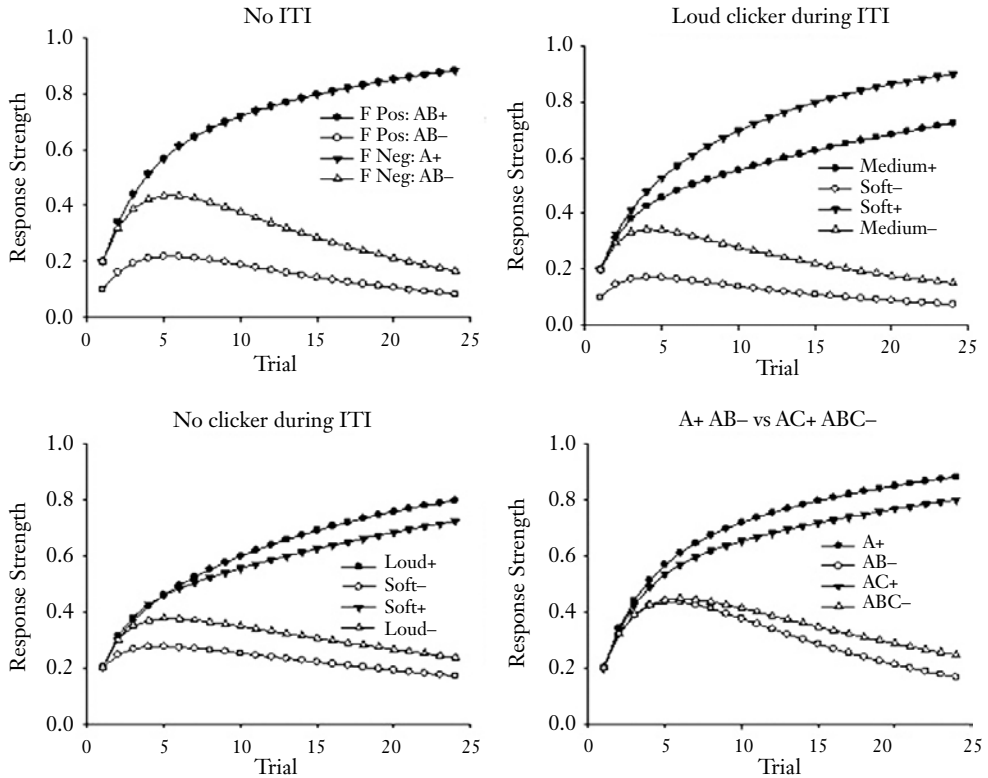 No ITI
1.0
0.8
0.6
0.4
0.2
0.0
Response Strength
F Pos: AB+
F Pos: AB–
F Neg: A+
F Neg: AB–
0 5 10 15 20 25
Trial
Loud clicker during ITI
1.0
0.8
0.6
0.4
0.2
0.0
Response Strength
Medium+
Soft–
Soft+
Medium–
0 5 10 15 20 25
Trial
No clicker during ITI
1.0
0.8
0.6
0.4
0.2
0.0
Response Strength
Loud+
Soft–
Soft+
Loud–
0 5 10 15 20 25
Trial
A+ AB– vs AC+ ABC–
1.0
0.8
0.6
0.4
0.2
0.0
Response Strength
A+
AB–
AC+
ABC–
0 5 10 15 20 25
Trial